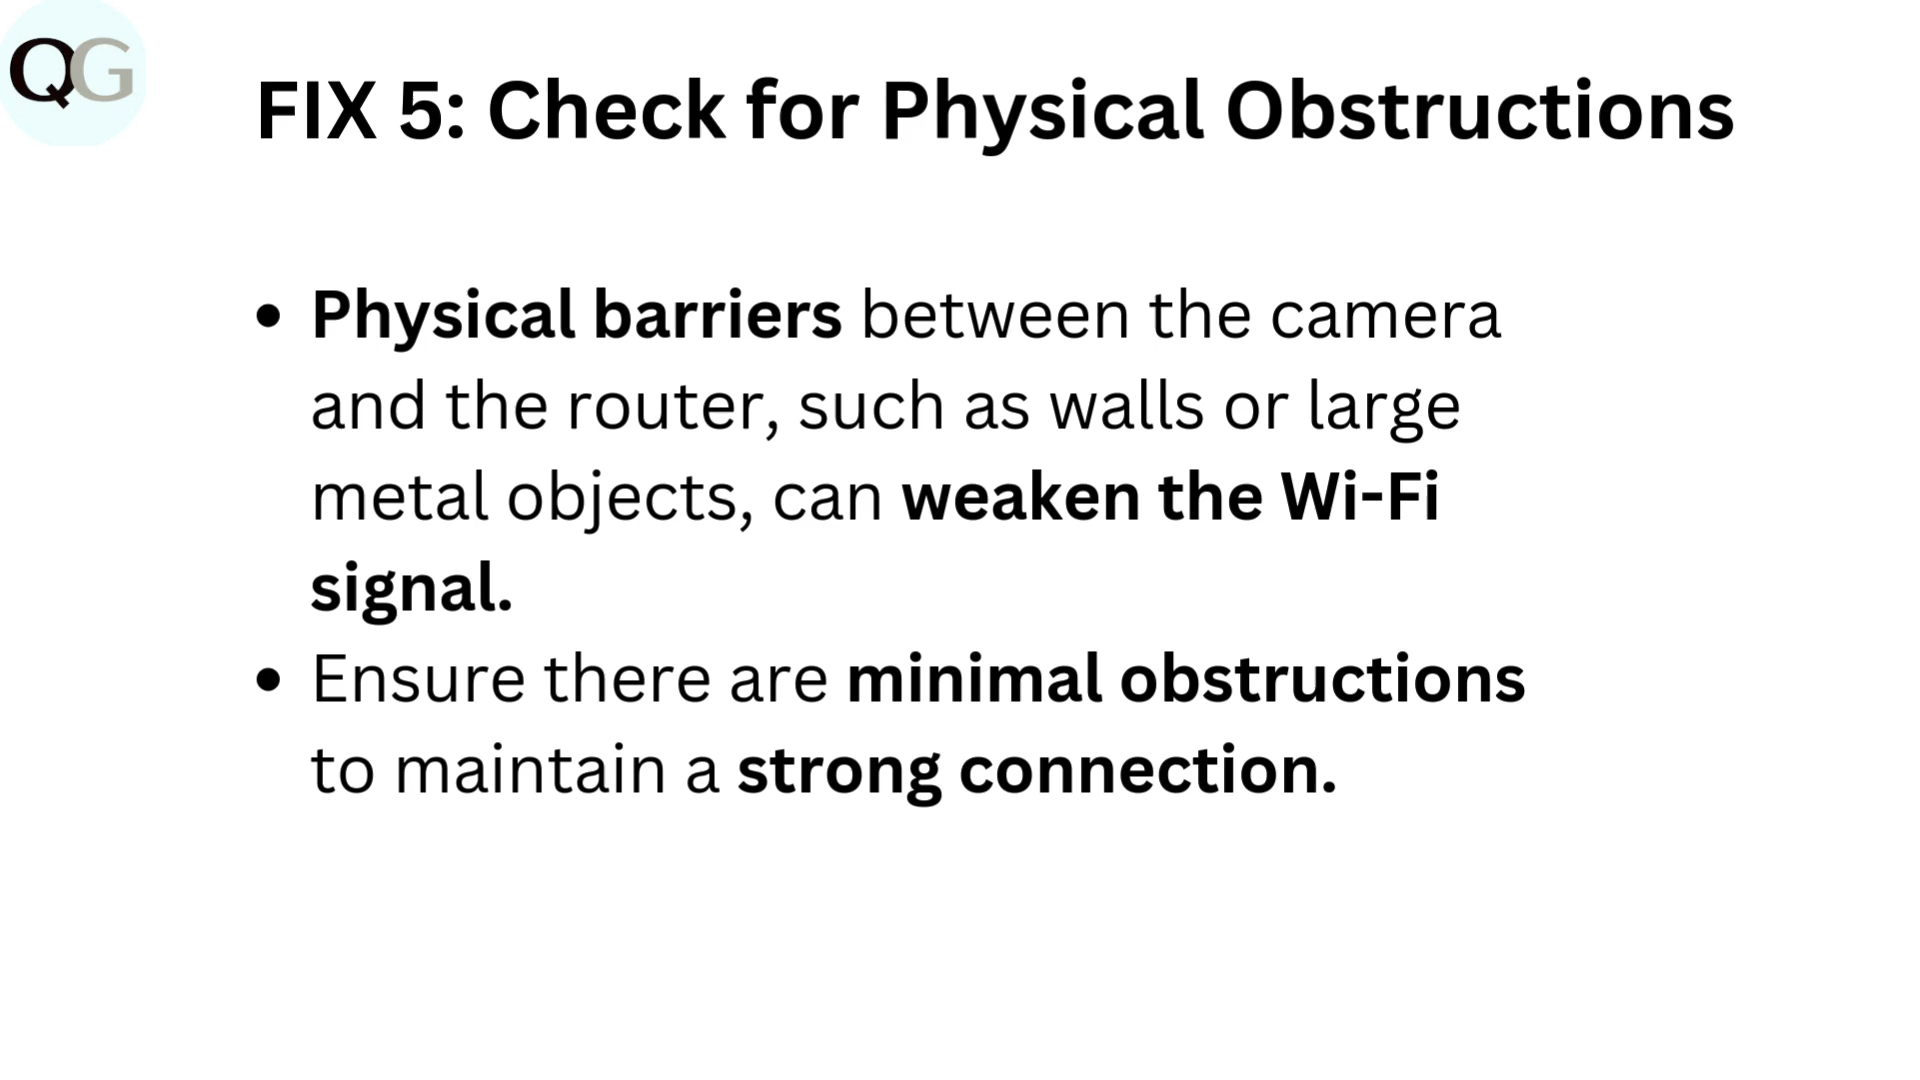 QG
FIX 5: Check for Physical Obstructions
• Physical barriers between the camera
and the router, such as walls or large
metal objects, can weaken the Wi-Fi
signal.
• Ensure there are minimal obstructions
to maintain a strong connection.